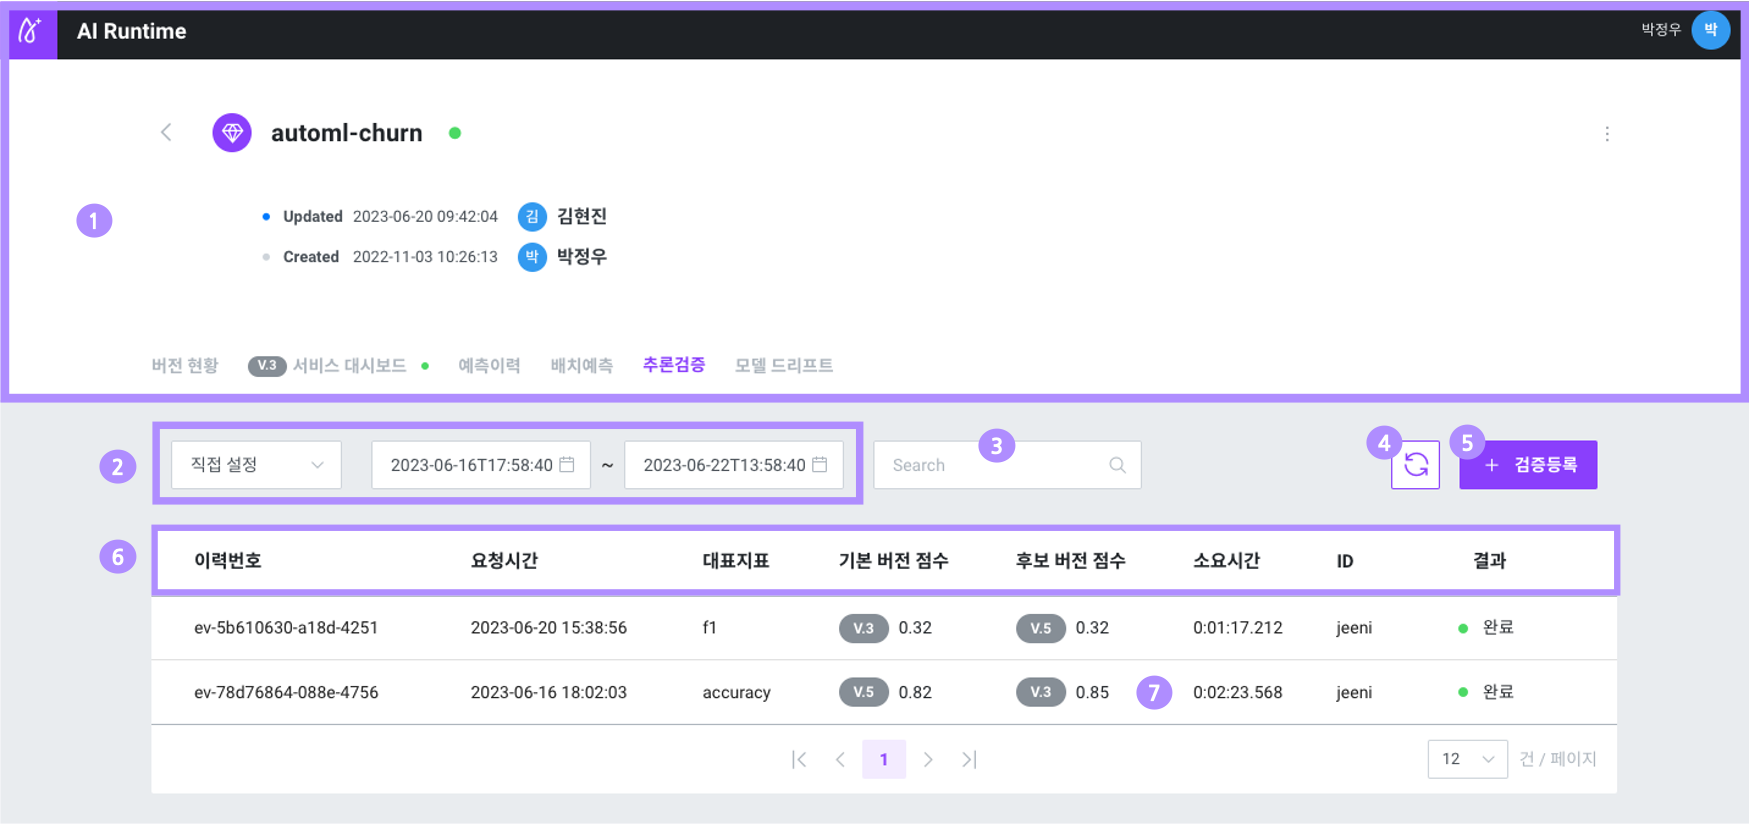 AI Runtime 박정우 박
automl-churn
1
Updated 2023-06-20 09:42:04 김 김현진
Created 2022-11-03 10:26:13 박 박정우
버전 현황 V.3 서비스 대시보드 예측이력 배치예측 추론검증 모델 드리프트
2 직접 설정 2023-06-16T17:58:40 ~ 2023-06-22T13:58:40 Search 3 4 5 + 검증등록
6 이력번호 요청시간 대표지표 기본 버전 점수 후보 버전 점수 소요시간 ID 결과
ev-5b610630-a18d-4251 2023-06-20 15:38:56 f1 V.3 0.32 V.5 0.32 0:01:17.212 jeeni 완료
ev-78d76864-088e-4756 2023-06-16 18:02:03 accuracy V.5 0.82 V.3 0.85 7 0:02:23.568 jeeni 완료
1 12 건 / 페이지